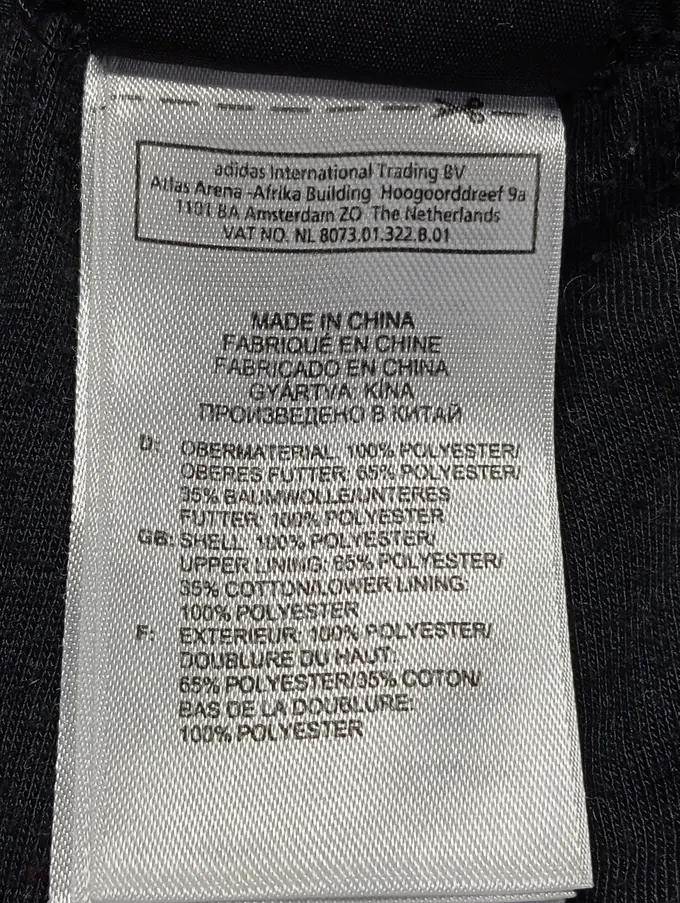 adidas International Trading BV
Atlas Arena -Afrika Building Hoogoorddreef 9a
1101 BA Amsterdam ZO The Netherlands
VAT NO. NL 8073.01.322.B.01
MADE IN CHINA
FABRIQUÉ EN CHINE
FABRICADO EN CHINA
GYÁRTVA: KÍNA
ПРОИЗВЕДЕНО В КИТАЙ
D: OBERMATERIAL: 100% POLYESTER/
OBERES FUTTER: 65% POLYESTER/
35% BAUMWOLLE/UNTERES
FUTTER: 100% POLYESTER
GB: SHELL: 100% POLYESTER/
UPPER LINING: 65% POLYESTER/
35% COTTON/LOWER LINING:
100% POLYESTER
F: EXTERIEUR: 100% POLYESTER/
DOUBLURE DU HAUT:
65% POLYESTER/35% COTON/
BAS DE LA DOUBLURE:
100% POLYESTER